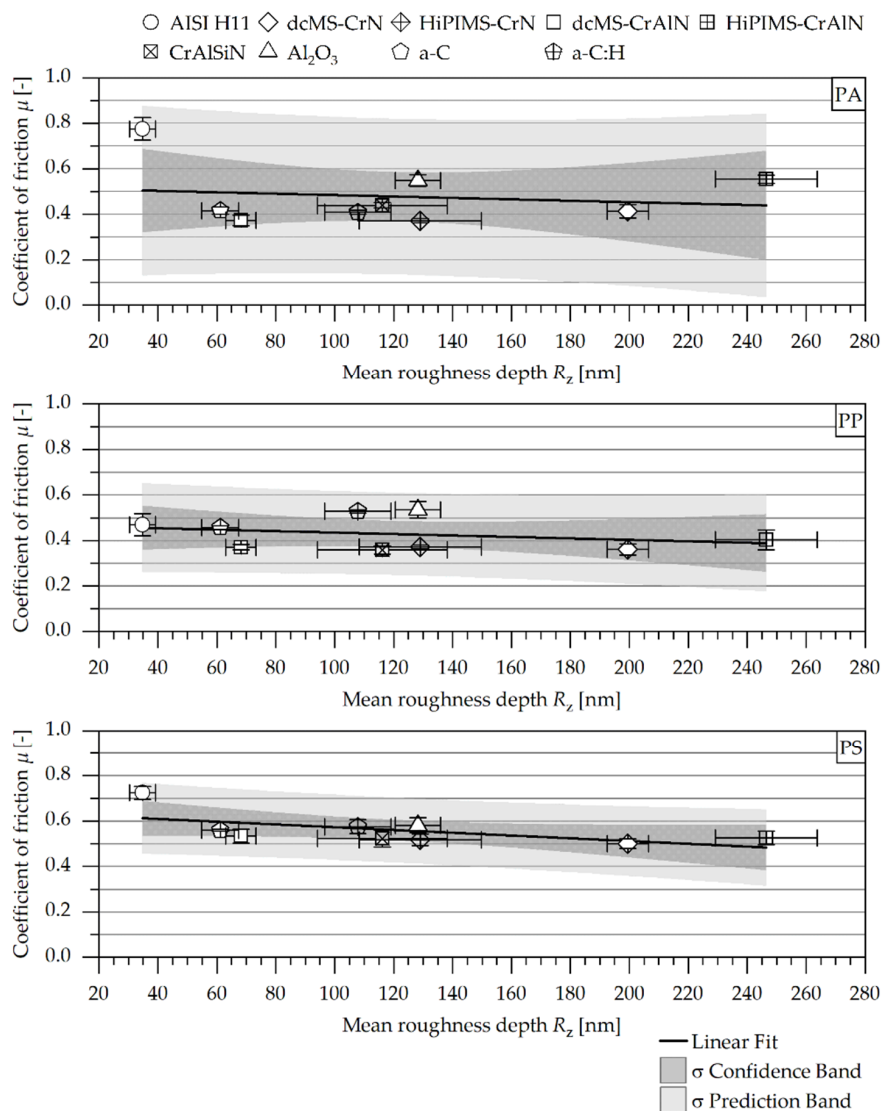 AISI H11 dcMS-CrN HiPIMS-CrN dcMS-CrAlN HiPIMS-CrAlN
CrAlSiN Al₂O₃ a-C a-C:H
PA
Coefficient of friction μ [-]
1.0
0.8
0.6
0.4
0.2
0.0
20 40 60 80 100 120 140 160 180 200 220 240 260 280
Mean roughness depth Rz [nm]
PP
Coefficient of friction μ [-]
1.0
0.8
0.6
0.4
0.2
0.0
20 40 60 80 100 120 140 160 180 200 220 240 260 280
Mean roughness depth Rz [nm]
PS
Coefficient of friction μ [-]
1.0
0.8
0.6
0.4
0.2
0.0
20 40 60 80 100 120 140 160 180 200 220 240 260 280
Mean roughness depth Rz [nm]
Linear Fit
σ Confidence Band
σ Prediction Band